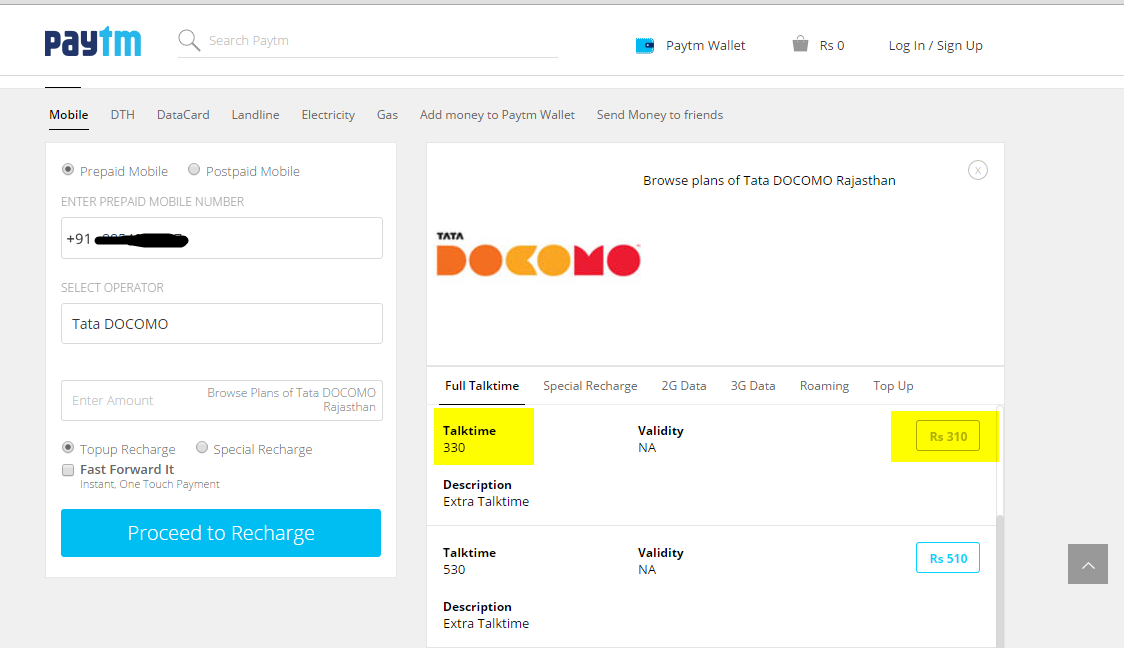 paytm
Search Paytm
Paytm Wallet
Rs 0
Log In / Sign Up
Mobile
DTH
DataCard
Landline
Electricity
Gas
Add money to Paytm Wallet
Send Money to friends
Prepaid Mobile
Postpaid Mobile
ENTER PREPAID MOBILE NUMBER
+91
SELECT OPERATOR
Tata DOCOMO
Enter Amount
Browse Plans of Tata DOCOMO
Rajasthan
Topup Recharge
Special Recharge
Fast Forward It
Instant, One Touch Payment
Proceed to Recharge
Browse plans of Tata DOCOMO Rajasthan
x
TATA
DOCOMO
Full Talktime
Special Recharge
2G Data
3G Data
Roaming
Top Up
Talktime
330
Validity
NA
Rs 310
Description
Extra Talktime
Talktime
530
Validity
NA
Rs 510
Description
Extra Talktime